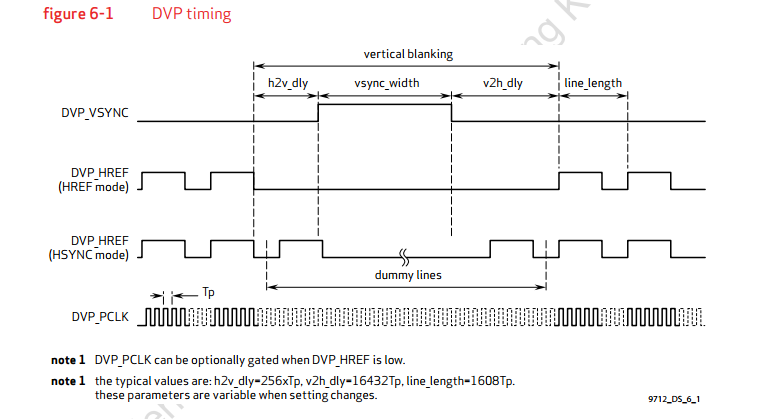 figure 6-1 DVP timing
vertical blanking
h2v_dly vsync_width v2h_dly line_length
DVP_VSYNC
DVP_HREF
(HREF mode)
DVP_HREF
(HSYNC mode)
dummy lines
Tp
DVP_PCLK
note 1 DVP_PCLK can be optionally gated when DVP_HREF is low.
note 1 the typical values are: h2v_dly=256xTp, v2h_dly=16432Tp, line_length=1608Tp.
these parameters are variable when setting changes.
9712_DS_6_1